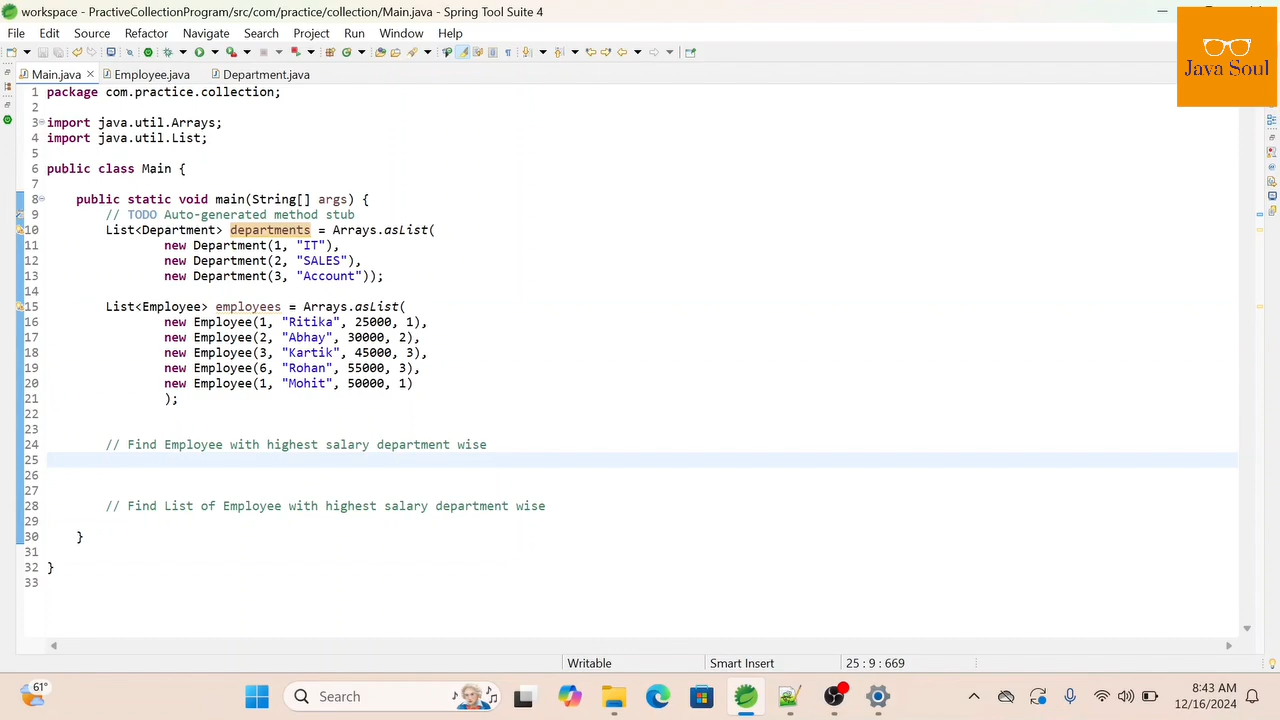 workspace - PractiveCollectionProgram/src/com/practice/collection/Main.java - Spring Tool Suite 4
File Edit Source Refactor Navigate Search Project Run Window Help
Java Soul
Main.java Employee.java Department.java
1 package com.practice.collection;
2
3 import java.util.Arrays;
4 import java.util.List;
5
6 public class Main {
7
8 public static void main(String[] args) {
9 // TODO Auto-generated method stub
10 List<Department> departments = Arrays.asList(
11 new Department(1, "IT"),
12 new Department(2, "SALES"),
13 new Department(3, "Account"));
14
15 List<Employee> employees = Arrays.asList(
16 new Employee(1, "Ritika", 25000, 1),
17 new Employee(2, "Abhay", 30000, 2),
18 new Employee(3, "Kartik", 45000, 3),
19 new Employee(6, "Rohan", 55000, 3),
20 new Employee(1, "Mohit", 50000, 1)
21 );
22
23
24 // Find Employee with highest salary department wise
25
26
27
28 // Find List of Employee with highest salary department wise
29
30 }
31
32 }
33
Writable Smart Insert 25 : 9 : 669
61° Search 8:43 AM
12/16/2024